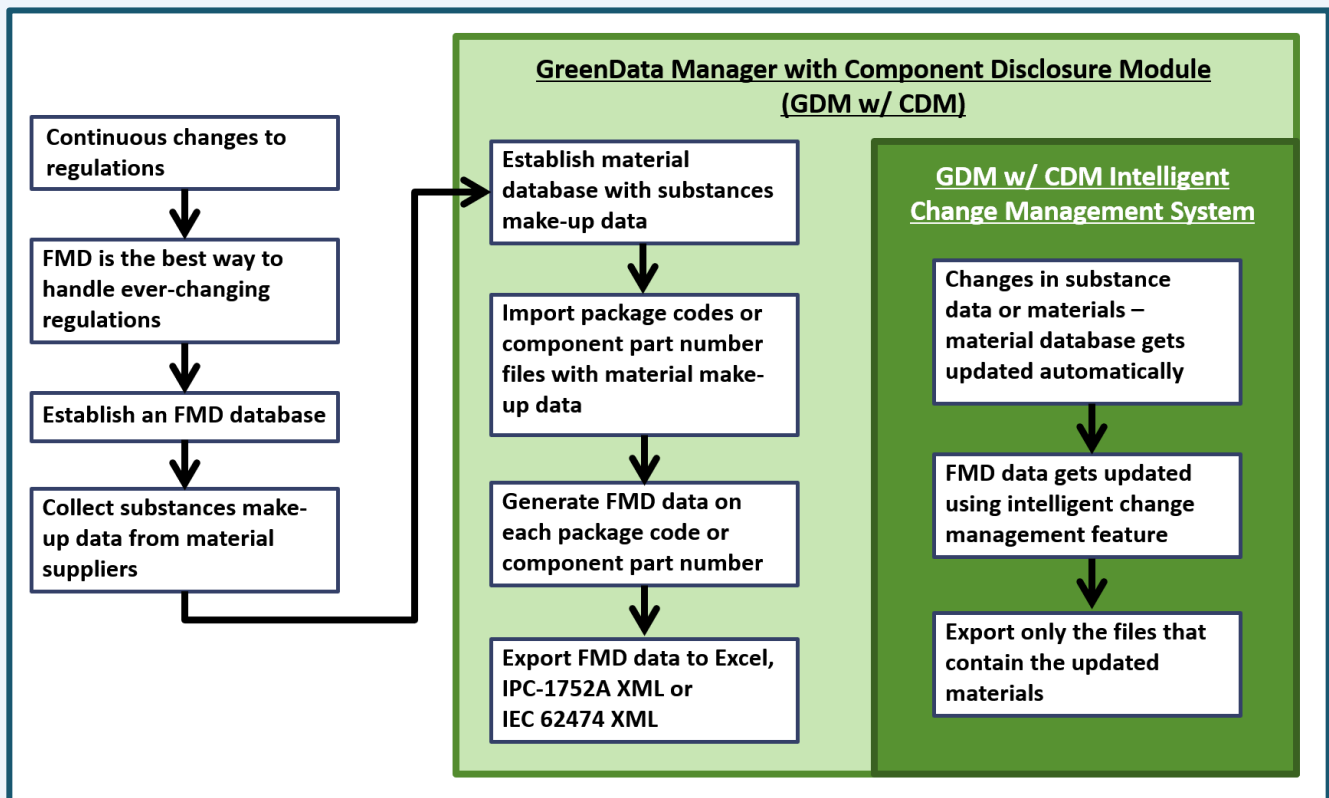 GreenData Manager with Component Disclosure Module
(GDM w/ CDM)
Continuous changes to
regulations
FMD is the best way to
handle ever-changing
regulations
Establish an FMD database
Collect substances make-
up data from material
suppliers
Establish material
database with substances
make-up data
Import package codes or
component part number
files with material make-
up data
Generate FMD data on
each package code or
component part number
Export FMD data to Excel,
IPC-1752A XML or
IEC 62474 XML
GDM w/ CDM Intelligent
Change Management System
Changes in substance
data or materials –
material database gets
updated automatically
FMD data gets updated
using intelligent change
management feature
Export only the files that
contain the updated
materials